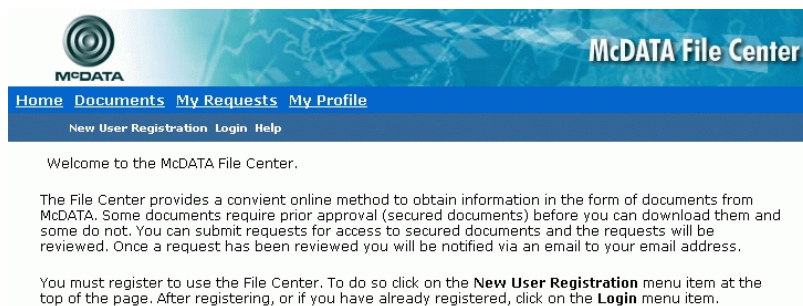 McDATA
McDATA File Center
Home Documents My Requests My Profile
New User Registration Login Help
Welcome to the McDATA File Center.
The File Center provides a convient online method to obtain information in the form of documents from
McDATA. Some documents require prior approval (secured documents) before you can download them and
some do not. You can submit requests for access to secured documents and the requests will be
reviewed. Once a request has been reviewed you will be notified via an email to your email address.
You must register to use the File Center. To do so click on the New User Registration menu item at the
top of the page. After registering, or if you have already registered, click on the Login menu item.